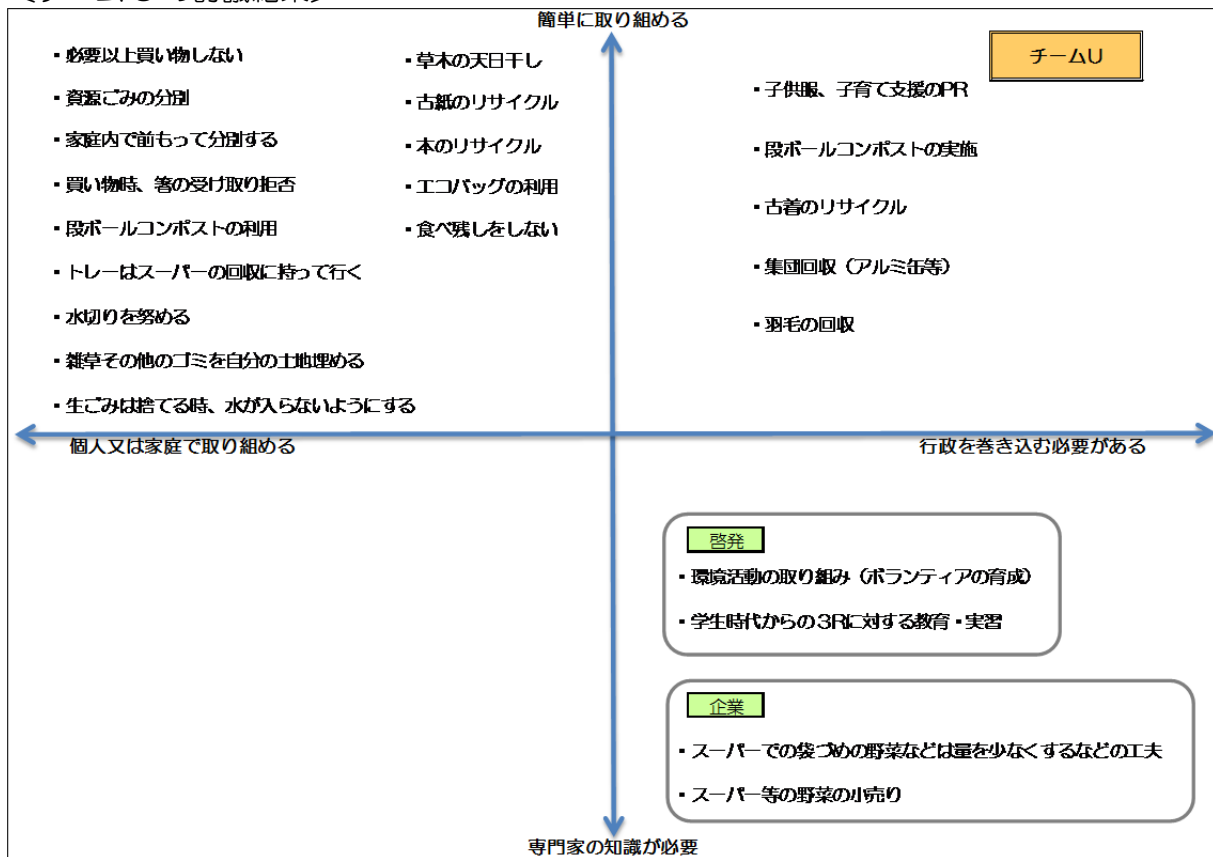 簡単に取り組める
チームU
・必要以上買い物しない
・資源ごみの分別
・家庭内で前もって分別する
・買い物時、箸の受け取り拒否
・段ボールコンポストの利用
・トレーはスーパーの回収に持って行く
・水切りを努める
・雑草その他のゴミを自分の土地埋める
・生ごみは捨てる時、水が入らないようにする
・草木の天日干し
・古紙のリサイクル
・本のリサイクル
・エコバッグの利用
・食べ残しをしない
・子供服、子育て支援のPR
・段ボールコンポストの実施
・古着のリサイクル
・集団回収（アルミ缶等）
・羽毛の回収
個人又は家庭で取り組める
行政を巻き込む必要がある
啓発
・環境活動の取り組み（ボランティアの育成）
・学生時代からの3Rに対する教育・実習
企業
・スーパーでの袋づめの野菜などは量を少なくするなどの工夫
・スーパー等の野菜の小売り
専門家の知識が必要